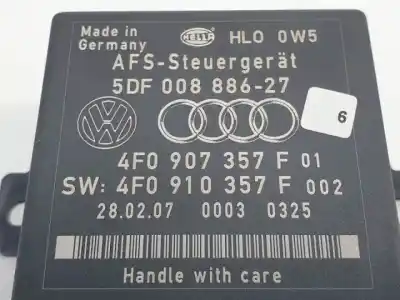 Made in
Germany
HELLA
HLO 0W5
AFS-Steuergerät
5DF 008 886-27
6
4F0 907 357 F 01
SW: 4F0 910 357 F 002
28.02.07 0003 0325
Handle with care